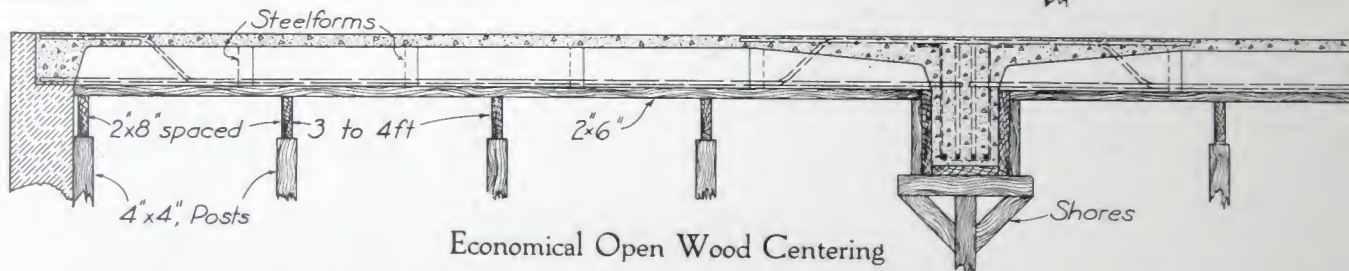 Steelforms
2"x8" spaced 3 to 4ft 2"x6"
4"x4", Posts
Shores
Economical Open Wood Centering